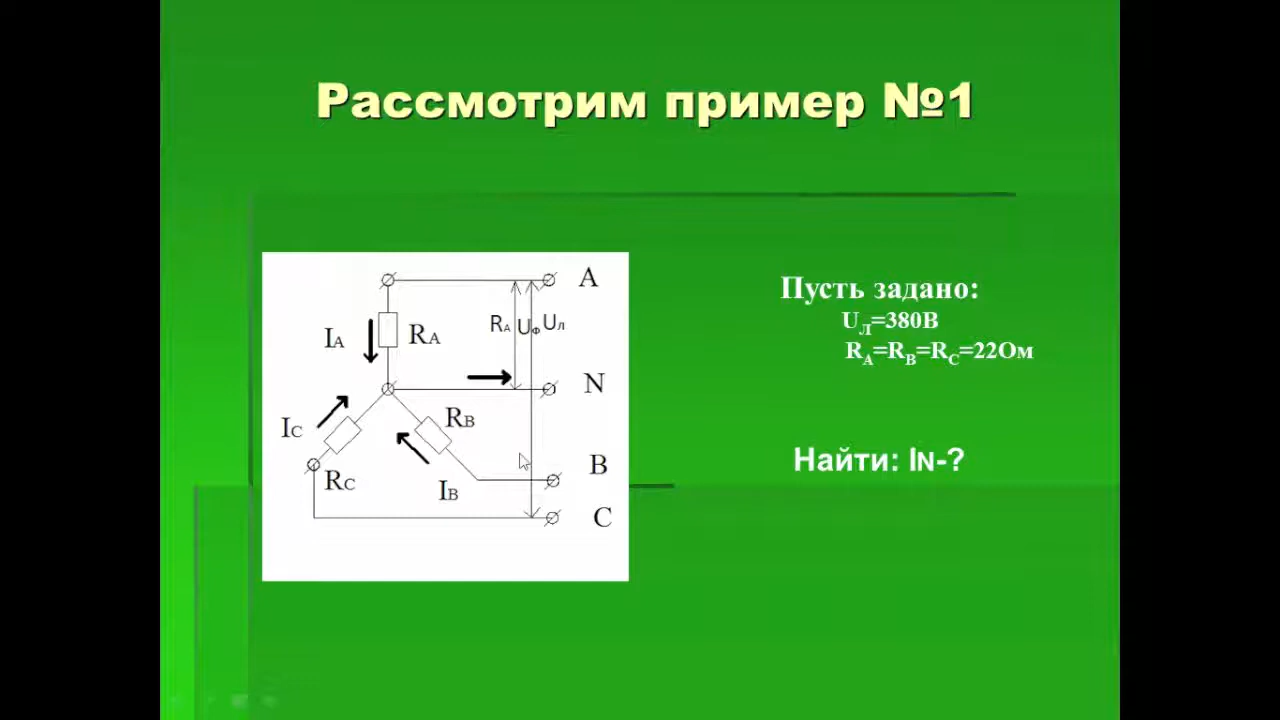 Рассмотрим пример №1
A
IA
RA
RA
Uф
Uл
N
IC
RB
RC
IB
B
C
Пусть задано:
UЛ=380В
RA=RB=RC=22Ом
Найти: IN-?